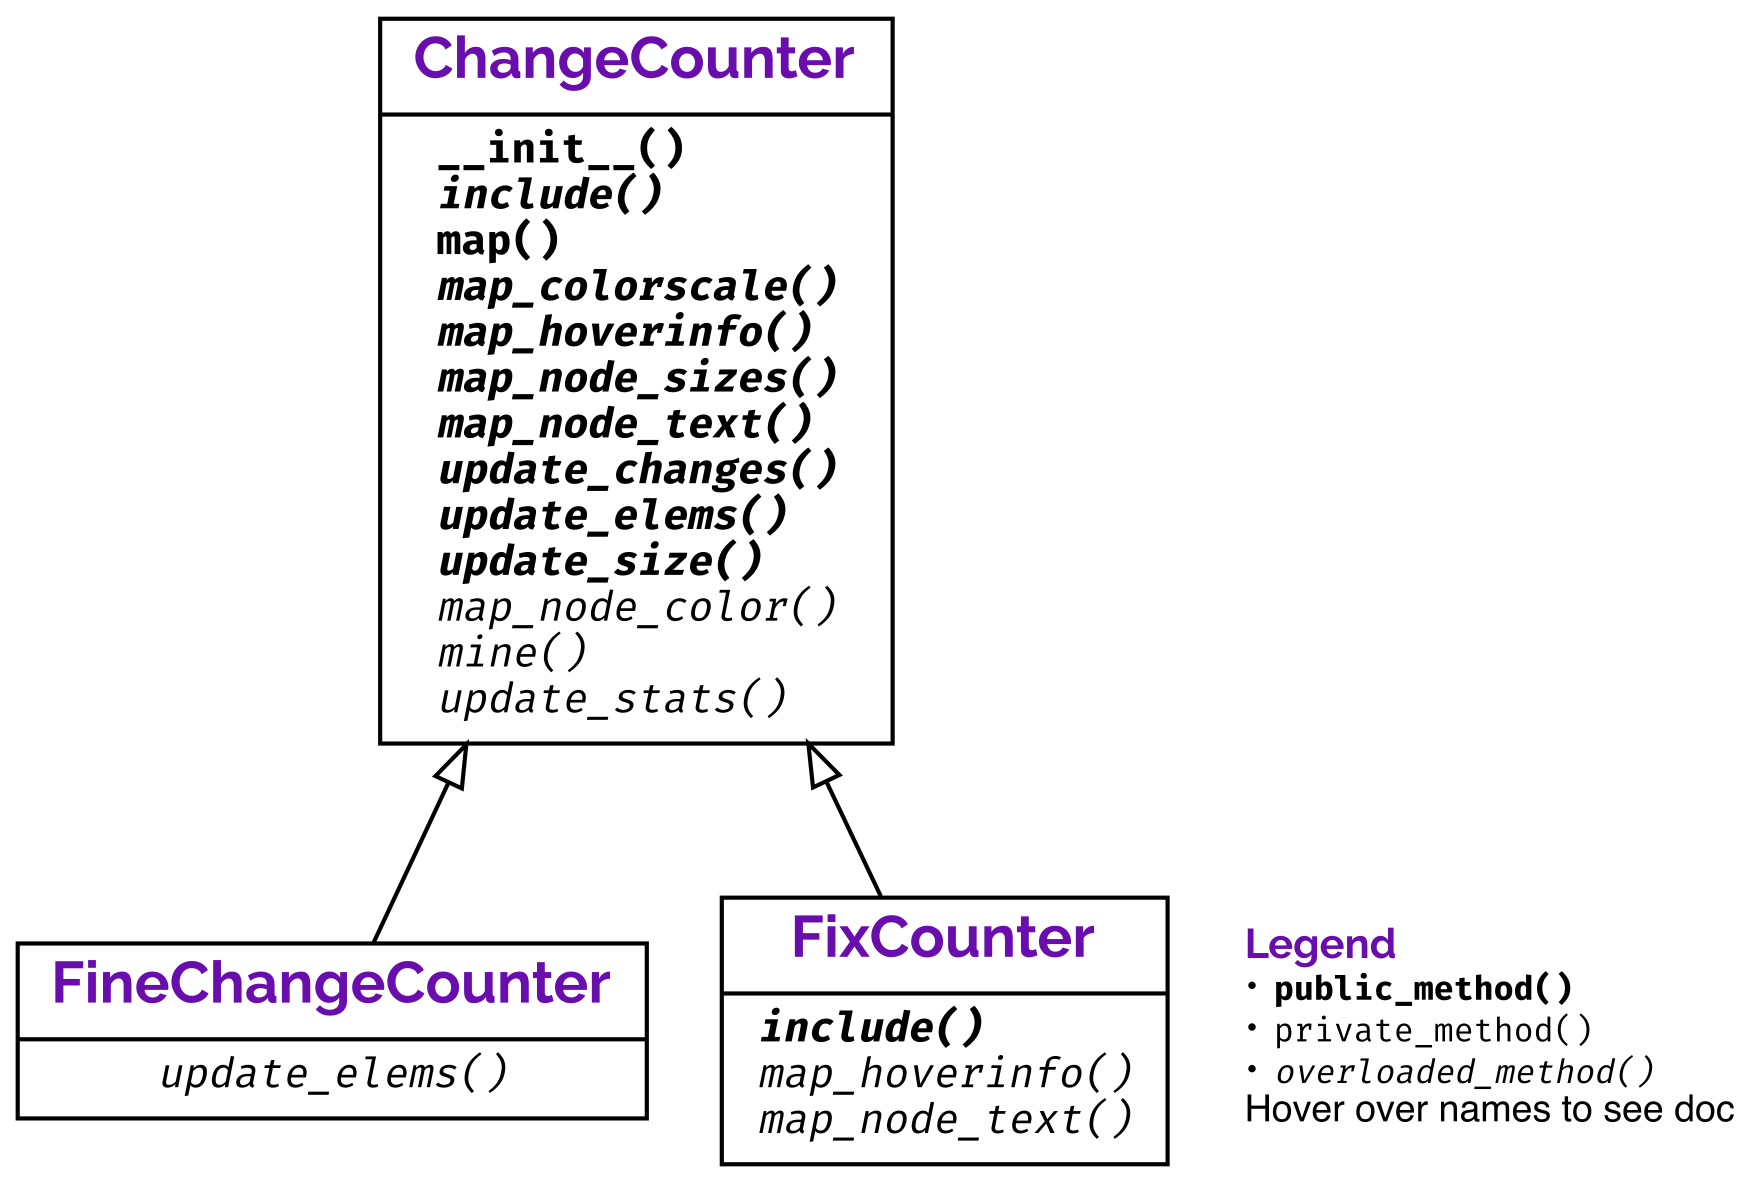 ChangeCounter
__init__()
include()
map()
map_colorscale()
map_hoverinfo()
map_node_sizes()
map_node_text()
update_changes()
update_elems()
update_size()
map_node_color()
mine()
update_stats()
FineChangeCounter
update_elems()
FixCounter
include()
map_hoverinfo()
map_node_text()
Legend
• public_method()
• private_method()
• overloaded_method()
Hover over names to see doc